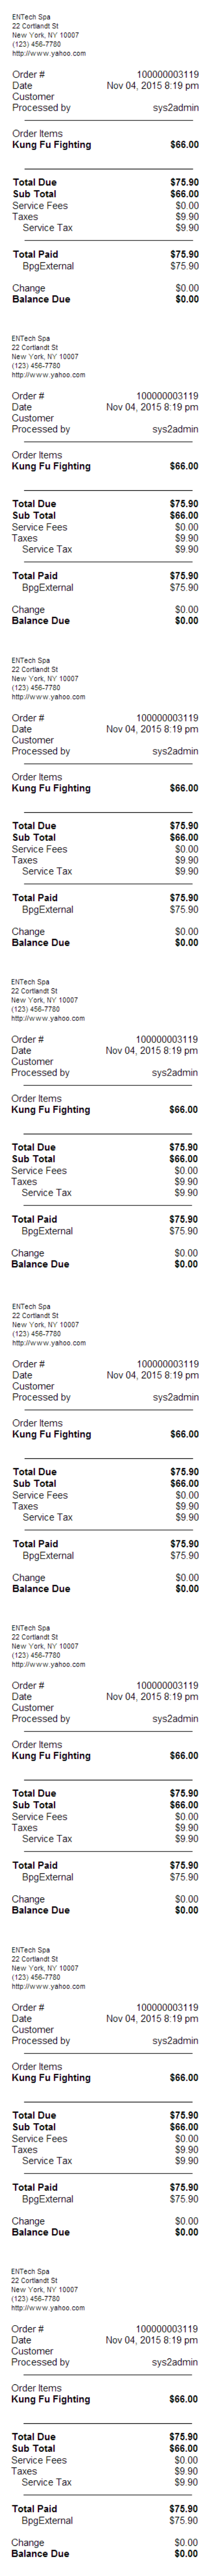 ENTech Spa
22 Cortlandt St
New York, NY 10007
(123) 456-7780
http://www.yahoo.com
Order # 100000003119
Date Nov 04, 2015 8:19 pm
Customer
Processed by sys2admin
Order Items
Kung Fu Fighting $66.00
Total Due $75.90
Sub Total $66.00
Service Fees $0.00
Taxes $9.90
Service Tax $9.90
Total Paid $75.90
BpgExternal $75.90
Change $0.00
Balance Due $0.00
ENTech Spa
22 Cortlandt St
New York, NY 10007
(123) 456-7780
http://www.yahoo.com
Order # 100000003119
Date Nov 04, 2015 8:19 pm
Customer
Processed by sys2admin
Order Items
Kung Fu Fighting $66.00
Total Due $75.90
Sub Total $66.00
Service Fees $0.00
Taxes $9.90
Service Tax $9.90
Total Paid $75.90
BpgExternal $75.90
Change $0.00
Balance Due $0.00
ENTech Spa
22 Cortlandt St
New York, NY 10007
(123) 456-7780
http://www.yahoo.com
Order # 100000003119
Date Nov 04, 2015 8:19 pm
Customer
Processed by sys2admin
Order Items
Kung Fu Fighting $66.00
Total Due $75.90
Sub Total $66.00
Service Fees $0.00
Taxes $9.90
Service Tax $9.90
Total Paid $75.90
BpgExternal $75.90
Change $0.00
Balance Due $0.00
ENTech Spa
22 Cortlandt St
New York, NY 10007
(123) 456-7780
http://www.yahoo.com
Order # 100000003119
Date Nov 04, 2015 8:19 pm
Customer
Processed by sys2admin
Order Items
Kung Fu Fighting $66.00
Total Due $75.90
Sub Total $66.00
Service Fees $0.00
Taxes $9.90
Service Tax $9.90
Total Paid $75.90
BpgExternal $75.90
Change $0.00
Balance Due $0.00
ENTech Spa
22 Cortlandt St
New York, NY 10007
(123) 456-7780
http://www.yahoo.com
Order # 100000003119
Date Nov 04, 2015 8:19 pm
Customer
Processed by sys2admin
Order Items
Kung Fu Fighting $66.00
Total Due $75.90
Sub Total $66.00
Service Fees $0.00
Taxes $9.90
Service Tax $9.90
Total Paid $75.90
BpgExternal $75.90
Change $0.00
Balance Due $0.00
ENTech Spa
22 Cortlandt St
New York, NY 10007
(123) 456-7780
http://www.yahoo.com
Order # 100000003119
Date Nov 04, 2015 8:19 pm
Customer
Processed by sys2admin
Order Items
Kung Fu Fighting $66.00
Total Due $75.90
Sub Total $66.00
Service Fees $0.00
Taxes $9.90
Service Tax $9.90
Total Paid $75.90
BpgExternal $75.90
Change $0.00
Balance Due $0.00
ENTech Spa
22 Cortlandt St
New York, NY 10007
(123) 456-7780
http://www.yahoo.com
Order # 100000003119
Date Nov 04, 2015 8:19 pm
Customer
Processed by sys2admin
Order Items
Kung Fu Fighting $66.00
Total Due $75.90
Sub Total $66.00
Service Fees $0.00
Taxes $9.90
Service Tax $9.90
Total Paid $75.90
BpgExternal $75.90
Change $0.00
Balance Due $0.00
ENTech Spa
22 Cortlandt St
New York, NY 10007
(123) 456-7780
http://www.yahoo.com
Order # 100000003119
Date Nov 04, 2015 8:19 pm
Customer
Processed by sys2admin
Order Items
Kung Fu Fighting $66.00
Total Due $75.90
Sub Total $66.00
Service Fees $0.00
Taxes $9.90
Service Tax $9.90
Total Paid $75.90
BpgExternal $75.90
Change $0.00
Balance Due $0.00